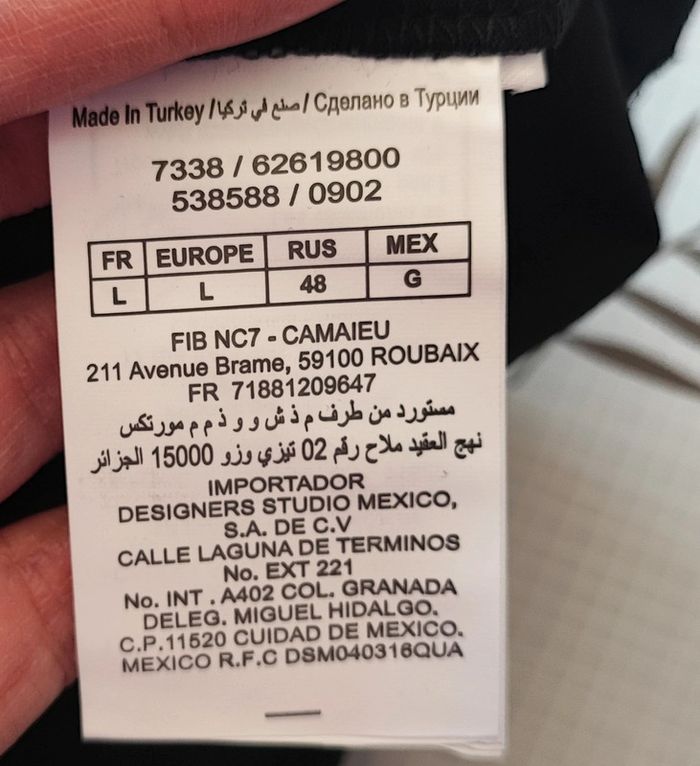 Made In Turkey / صنع في تركيا / Сделано в Турции
7338 / 62619800
538588 / 0902
FR EUROPE RUS MEX
L L 48 G
FIB NC7 - CAMAIEU
211 Avenue Brame, 59100 ROUBAIX
FR 71881209647
مستورد من طرف م ذ ش و و ذ م م مورتكس
نهج العقيد ملاح رقم 02 تيزي وزو 15000 الجزائر
IMPORTADOR
DESIGNERS STUDIO MEXICO,
S.A. DE C.V
CALLE LAGUNA DE TERMINOS
No. EXT 221
No. INT . A402 COL. GRANADA
DELEG. MIGUEL HIDALGO.
C.P.11520 CUIDAD DE MEXICO.
MEXICO R.F.C DSM040316QUA